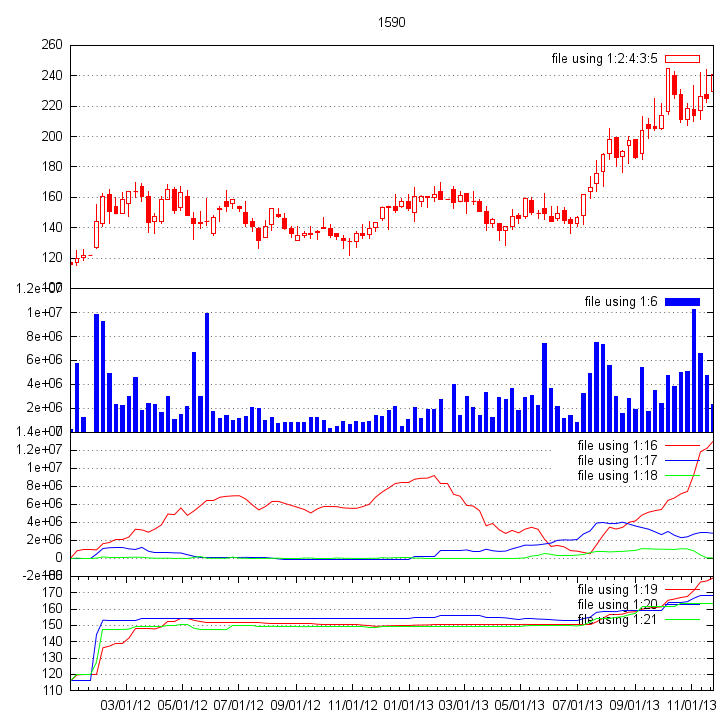 1590
260
file using 1:2:4:3:5
240
220
200
180
160
140
120
100
1.2e+07
file using 1:6
1e+07
8e+06
6e+06
4e+06
2e+06
0
1.4e+07
file using 1:16
1.2e+07
file using 1:17
1e+07
file using 1:18
8e+06
6e+06
4e+06
2e+06
0
-2e+06
180
file using 1:19
170
file using 1:20
160
file using 1:21
150
140
130
120
110
03/01/12 05/01/12 07/01/12 09/01/12 11/01/12 01/01/13 03/01/13 05/01/13 07/01/13 09/01/13 11/01/13